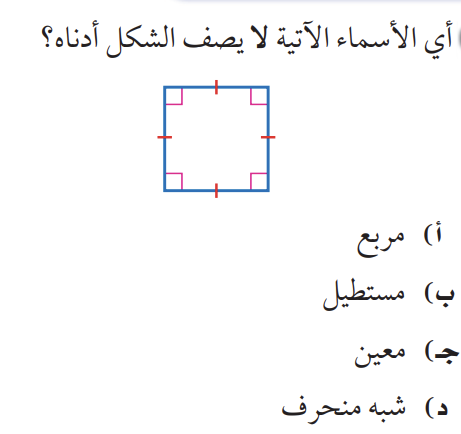 أي الأسماء الآتية لا يصف الشكل أدناه؟
أ) مربع
ب) مستطيل
جـ) معين
د) شبه منحرف